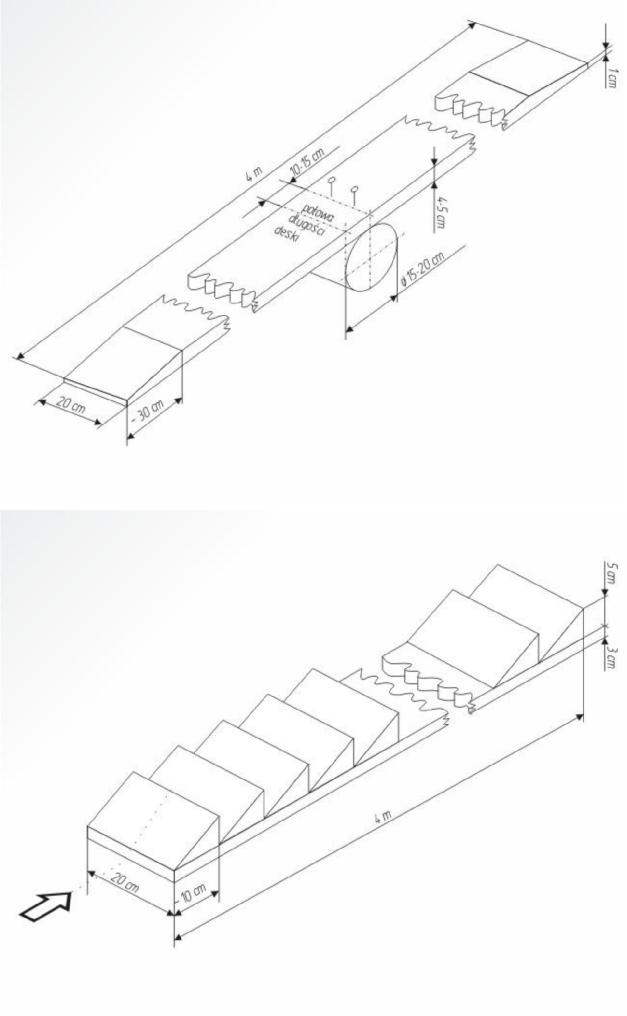 1 cm
4 m
10-15 cm
połowa
długości
deski
4-5 cm
ϕ 15-20 cm
20 cm
~ 30 cm
5 cm
3 cm
4 m
20 cm
~10 cm